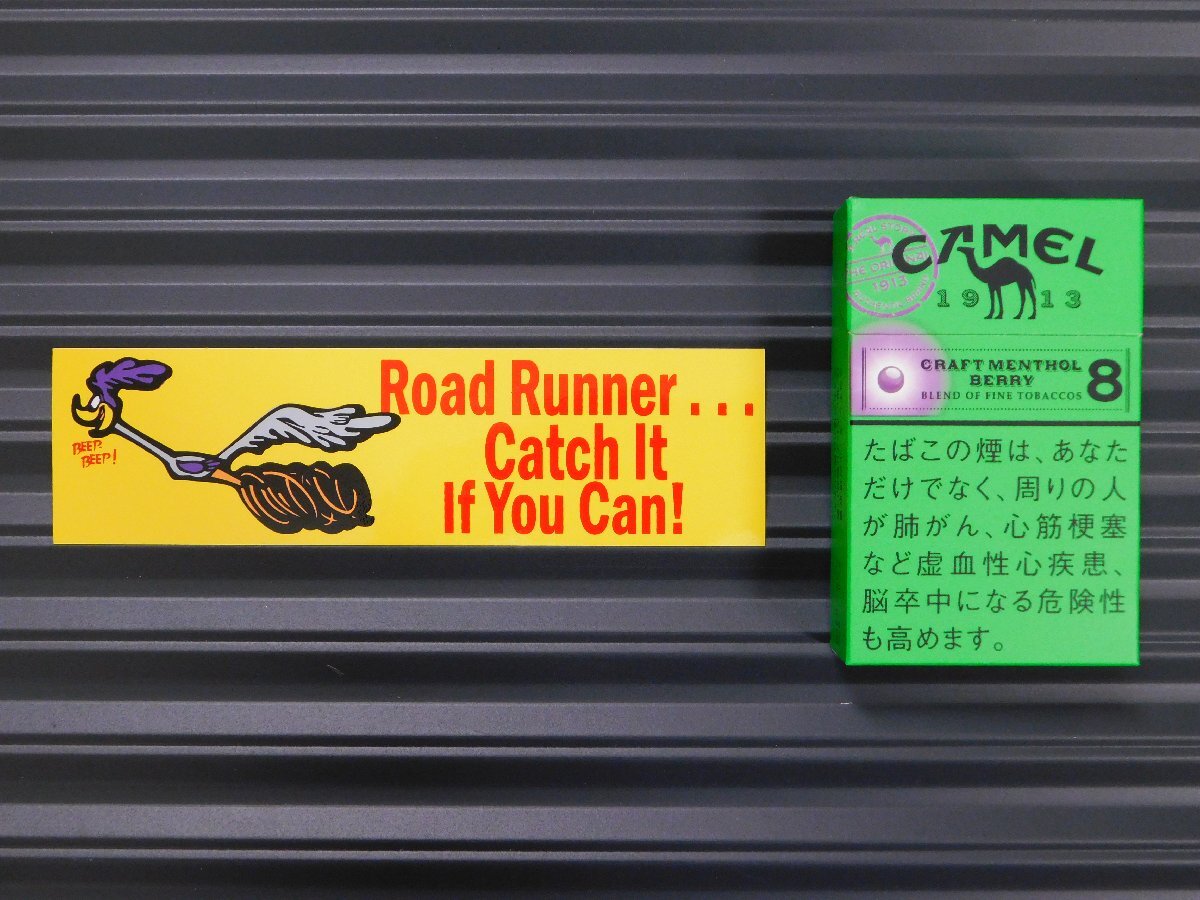 BEEP-
BEEP!
Road Runner . . .
Catch It
If You Can!
CAMEL
19 13
1913
CRAFT MENTHOL
BERRY
BLEND OF FINE TOBACCOS
8
たばこの煙は、あなた
だけでなく、周りの人
が肺がん、心筋梗塞
など虚血性心疾患、
脳卒中になる危険性
も高めます。